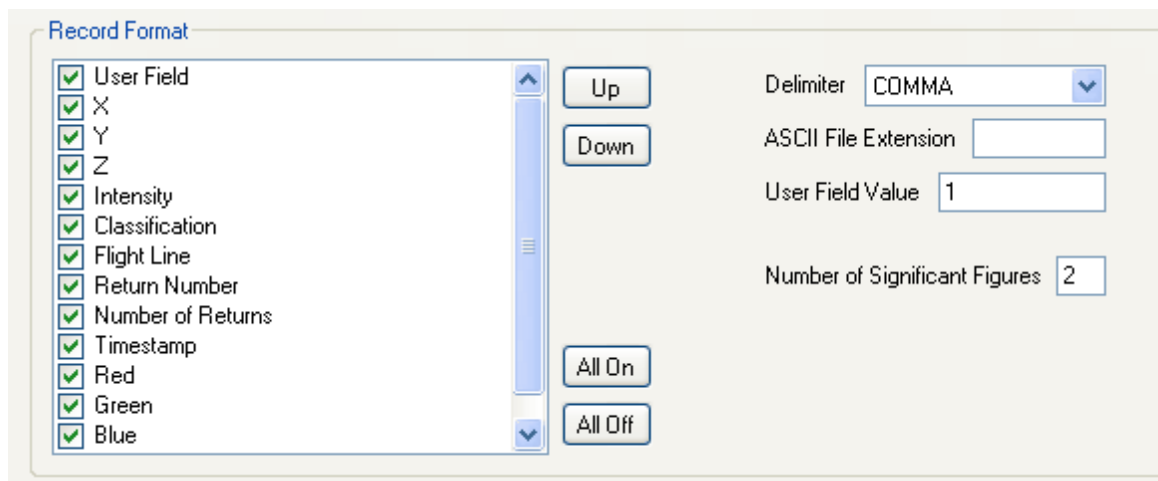 Record Format
User Field
X
Y
Z
Intensity
Classification
Flight Line
Return Number
Number of Returns
Timestamp
Red
Green
Blue
Up
Down
All On
All Off
Delimiter COMMA
ASCII File Extension
User Field Value 1
Number of Significant Figures 2